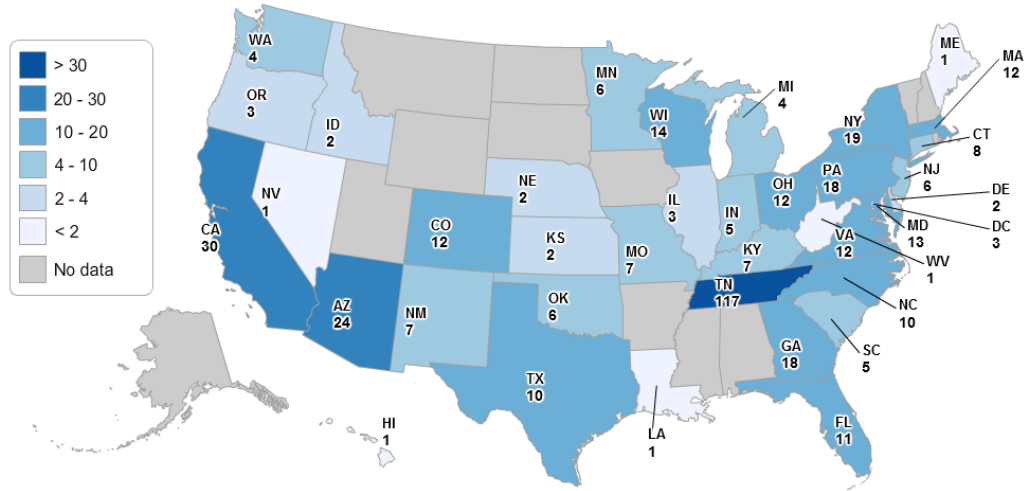 > 30
20 - 30
10 - 20
4 - 10
2 - 4
< 2
No data
WA
4
OR
3
ID
2
NV
1
CA
30
AZ
24
NM
7
CO
12
NE
2
KS
2
OK
6
TX
10
MN
6
WI
14
MI
4
IL
3
IN
5
OH
12
MO
7
KY
7
TN
117
LA
1
GA
18
FL
11
SC
5
NC
10
VA
12
WV
1
MD
13
DC
3
DE
2
NJ
6
PA
18
NY
19
CT
8
MA
12
ME
1
HI
1